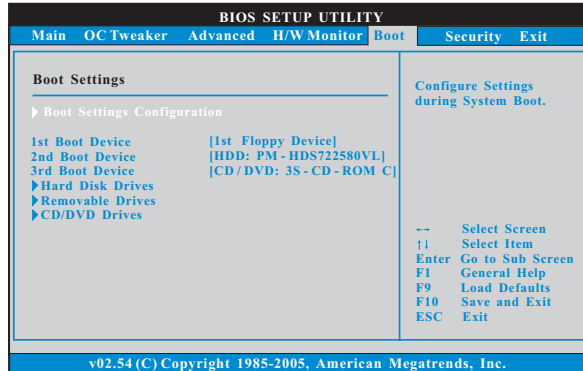 BIOS SETUP UTILITY
Main OC Tweaker Advanced H/W Monitor Boot Security Exit
Boot Settings
Boot Settings Configuration
1st Boot Device [1st Floppy Device]
2nd Boot Device [HDD: PM - HDS722580VL]
3rd Boot Device [CD / DVD: 3S - CD - ROM C]
Hard Disk Drives
Removable Drives
CD/DVD Drives
Configure Settings
during System Boot.
←→ Select Screen
↑↓ Select Item
Enter Go to Sub Screen
F1 General Help
F9 Load Defaults
F10 Save and Exit
ESC Exit
v02.54 (C) Copyright 1985-2005, American Megatrends, Inc.